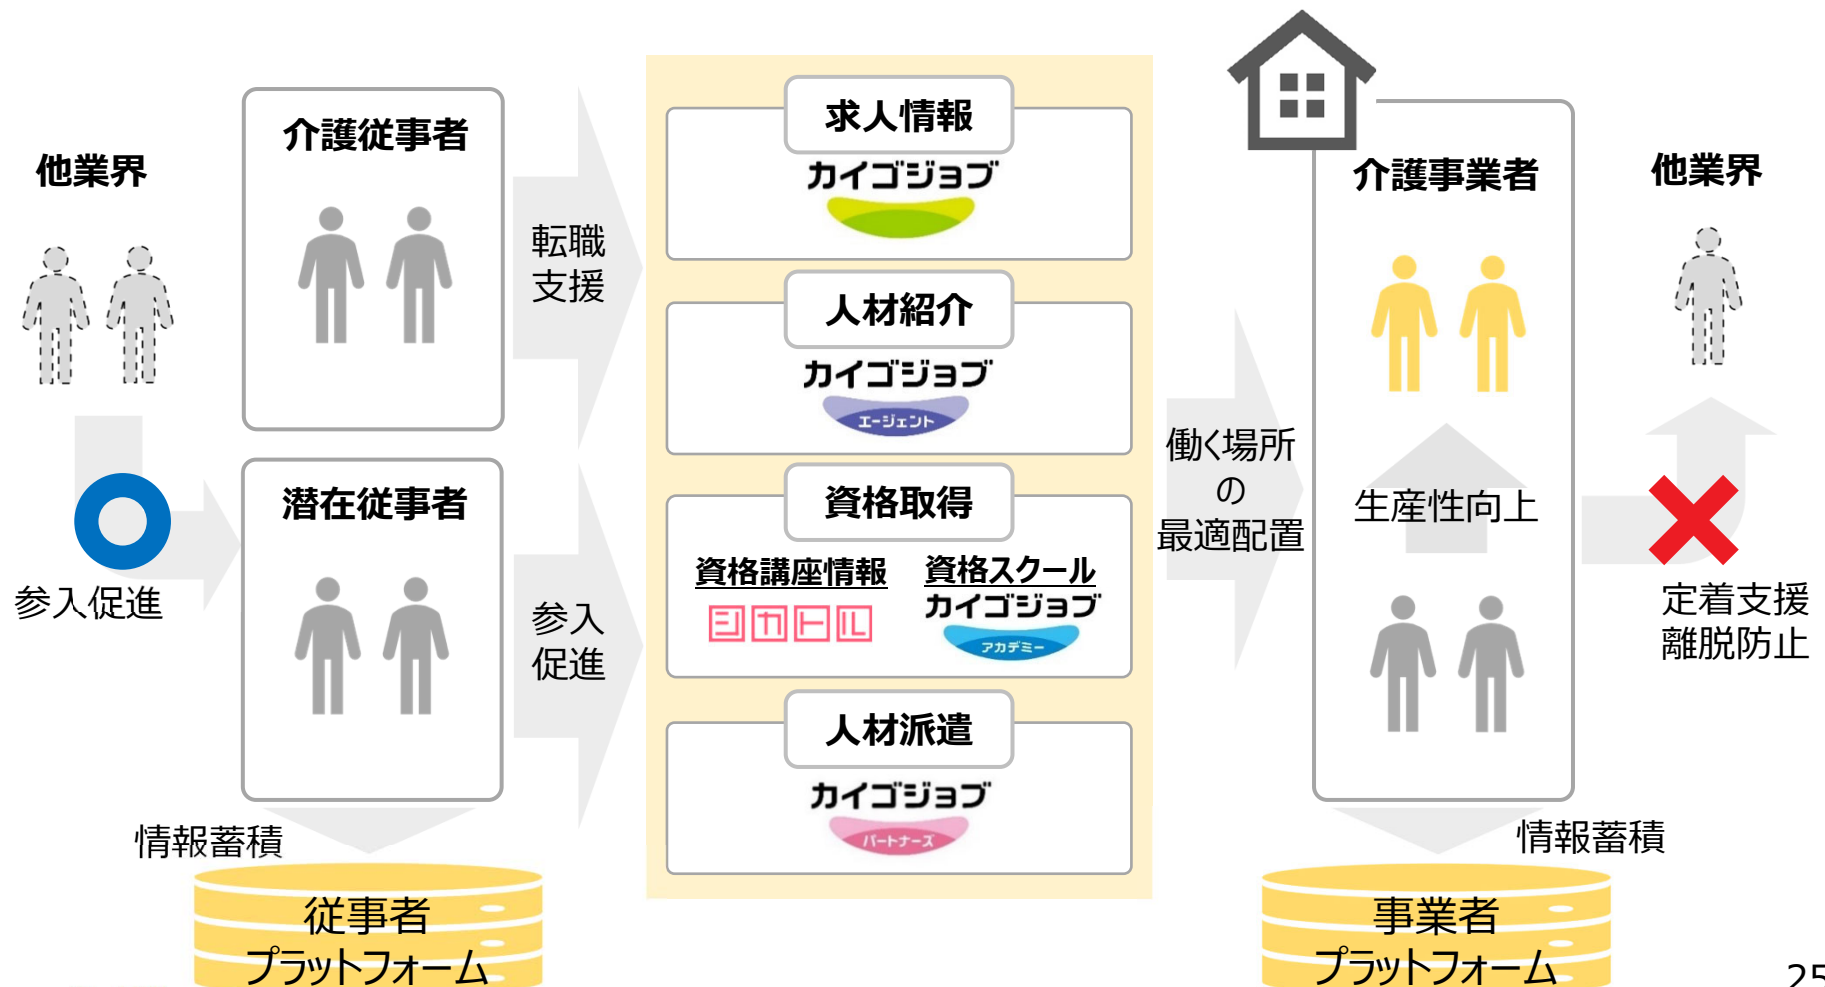 他業界
参入促進
介護従事者
潜在従事者
転職
支援
参入
促進
情報蓄積
従事者
プラットフォーム
求人情報
カイゴジョブ
人材紹介
カイゴジョブ
エージェント
資格取得
資格講座情報
シカトル
資格スクール
カイゴジョブ
アカデミー
人材派遣
カイゴジョブ
パートナーズ
働く場所
の
最適配置
介護事業者
生産性向上
他業界
定着支援
離脱防止
情報蓄積
事業者
プラットフォーム
25